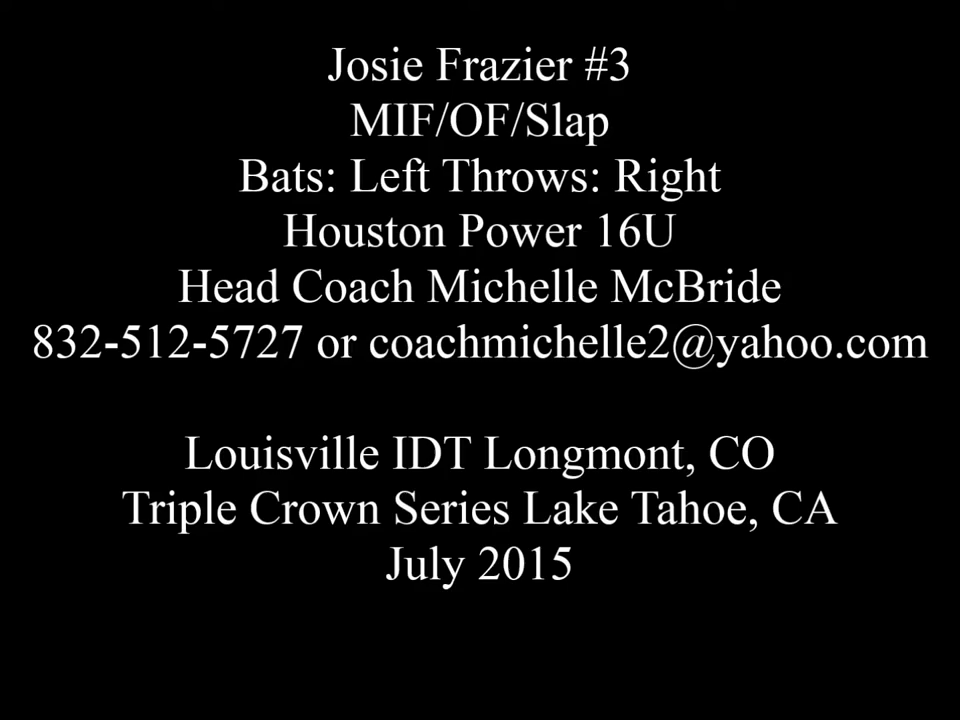 Josie Frazier #3
MIF/OF/Slap
Bats: Left Throws: Right
Houston Power 16U
Head Coach Michelle McBride
832-512-5727 or coachmichelle2@yahoo.com
Louisville IDT Longmont, CO
Triple Crown Series Lake Tahoe, CA
July 2015